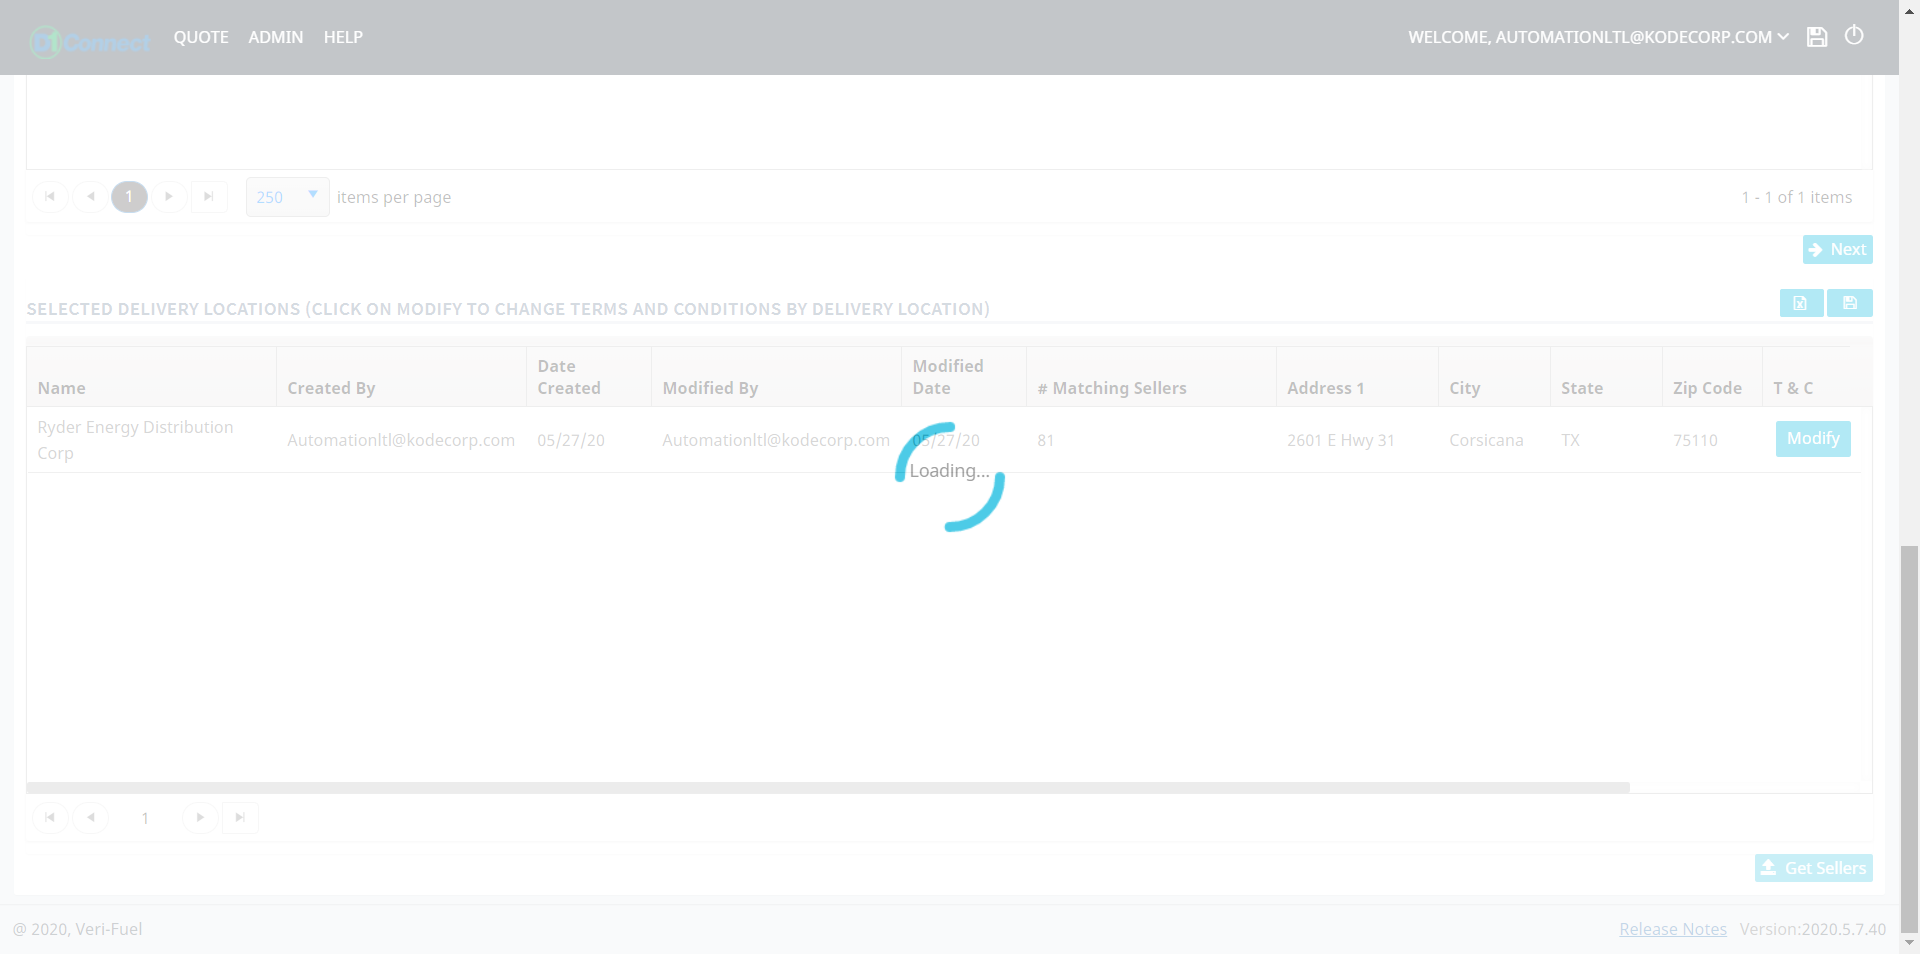 D1Connect QUOTE ADMIN HELP WELCOME, AUTOMATIONLTL@KODECORP.COM
1 250 items per page 1 - 1 of 1 items
Next
SELECTED DELIVERY LOCATIONS (CLICK ON MODIFY TO CHANGE TERMS AND CONDITIONS BY DELIVERY LOCATION)
Name Created By Date Created Modified By Modified Date # Matching Sellers Address 1 City State Zip Code T & C
Ryder Energy Distribution Corp Automationltl@kodecorp.com 05/27/20 Automationltl@kodecorp.com 05/27/20 81 2601 E Hwy 31 Corsicana TX 75110 Modify
Loading...
1
Get Sellers
@ 2020, Veri-Fuel Release Notes Version:2020.5.7.40